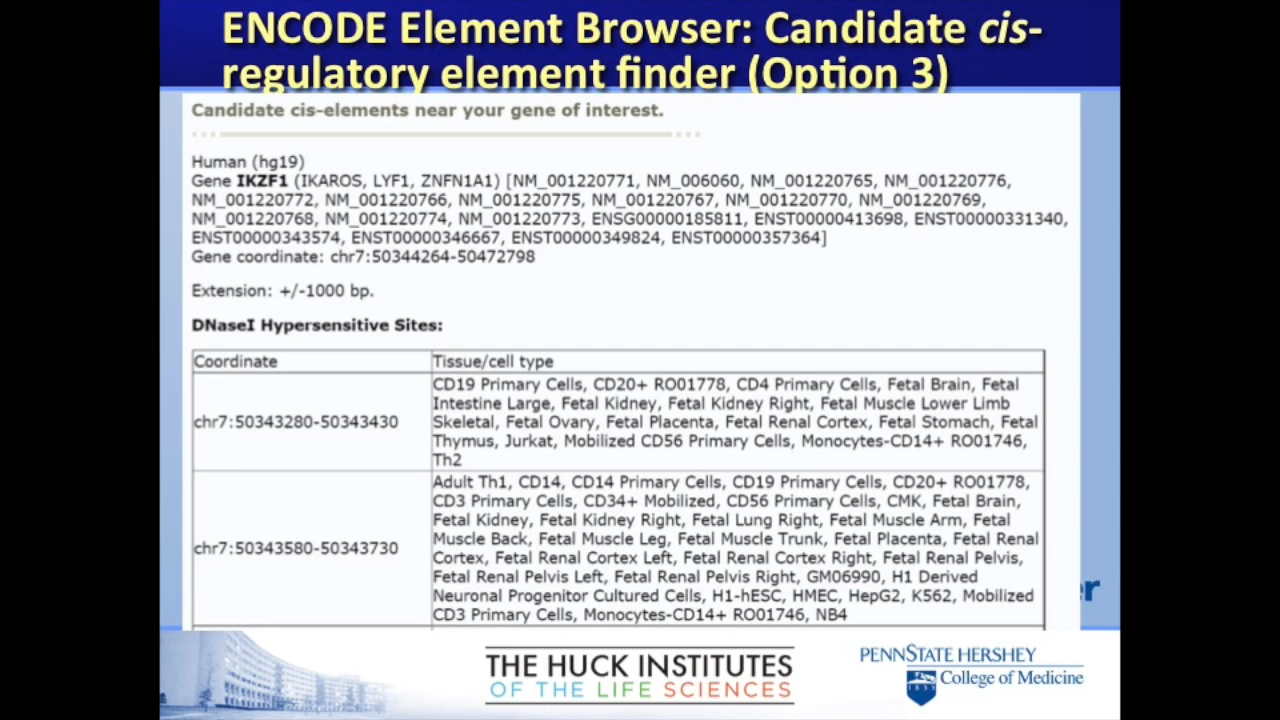 ENCODE Element Browser: Candidate cis-
regulatory element finder (Option 3)
Candidate cis-elements near your gene of interest.
Human (hg19)
Gene IKZF1 (IKAROS, LYF1, ZNFN1A1) [NM_001220771, NM_006060, NM_001220765, NM_001220776,
NM_001220772, NM_001220766, NM_001220775, NM_001220767, NM_001220770, NM_001220769,
NM_001220768, NM_001220774, NM_001220773, ENSG00000185811, ENST00000413698, ENST00000331340,
ENST00000343574, ENST00000346667, ENST00000349824, ENST00000357364]
Gene coordinate: chr7:50344264-50472798
Extension: +/-1000 bp.
DNaseI Hypersensitive Sites:
Coordinate
Tissue/cell type
chr7:50343280-50343430
CD19 Primary Cells, CD20+ RO01778, CD4 Primary Cells, Fetal Brain, Fetal
Intestine Large, Fetal Kidney, Fetal Kidney Right, Fetal Muscle Lower Limb
Skeletal, Fetal Ovary, Fetal Placenta, Fetal Renal Cortex, Fetal Stomach, Fetal
Thymus, Jurkat, Mobilized CD56 Primary Cells, Monocytes-CD14+ RO01746,
Th2
chr7:50343580-50343730
Adult Th1, CD14, CD14 Primary Cells, CD19 Primary Cells, CD20+ RO01778,
CD3 Primary Cells, CD34+ Mobilized, CD56 Primary Cells, CMK, Fetal Brain,
Fetal Kidney, Fetal Kidney Right, Fetal Lung Right, Fetal Muscle Arm, Fetal
Muscle Back, Fetal Muscle Leg, Fetal Muscle Trunk, Fetal Placenta, Fetal Renal
Cortex, Fetal Renal Cortex Left, Fetal Renal Cortex Right, Fetal Renal Pelvis,
Fetal Renal Pelvis Left, Fetal Renal Pelvis Right, GM06990, H1 Derived
Neuronal Progenitor Cultured Cells, H1-hESC, HMEC, HepG2, K562, Mobilized
CD3 Primary Cells, Monocytes-CD14+ RO01746, NB4
THE HUCK INSTITUTES
OF THE LIFE SCIENCES
PENNSTATE HERSHEY
College of Medicine